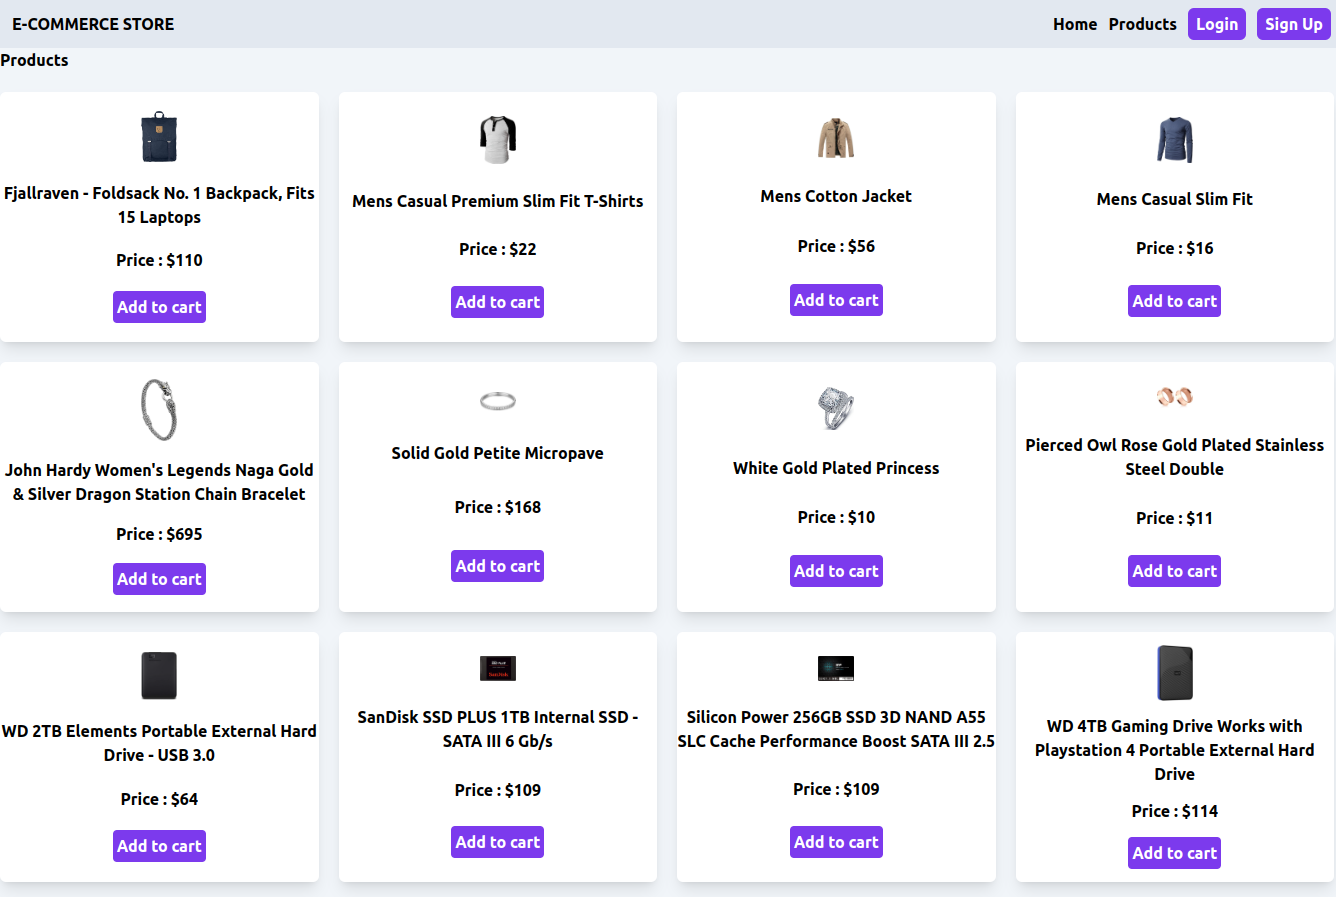 E-COMMERCE STORE
Home Products Login Sign Up
Products
Fjallraven - Foldsack No. 1 Backpack, Fits
15 Laptops
Price : $110
Add to cart
Mens Casual Premium Slim Fit T-Shirts
Price : $22
Add to cart
Mens Cotton Jacket
Price : $56
Add to cart
Mens Casual Slim Fit
Price : $16
Add to cart
John Hardy Women's Legends Naga Gold
& Silver Dragon Station Chain Bracelet
Price : $695
Add to cart
Solid Gold Petite Micropave
Price : $168
Add to cart
White Gold Plated Princess
Price : $10
Add to cart
Pierced Owl Rose Gold Plated Stainless
Steel Double
Price : $11
Add to cart
WD 2TB Elements Portable External Hard
Drive - USB 3.0
Price : $64
Add to cart
SanDisk SSD PLUS 1TB Internal SSD -
SATA III 6 Gb/s
Price : $109
Add to cart
Silicon Power 256GB SSD 3D NAND A55
SLC Cache Performance Boost SATA III 2.5
Price : $109
Add to cart
WD 4TB Gaming Drive Works with
Playstation 4 Portable External Hard
Drive
Price : $114
Add to cart